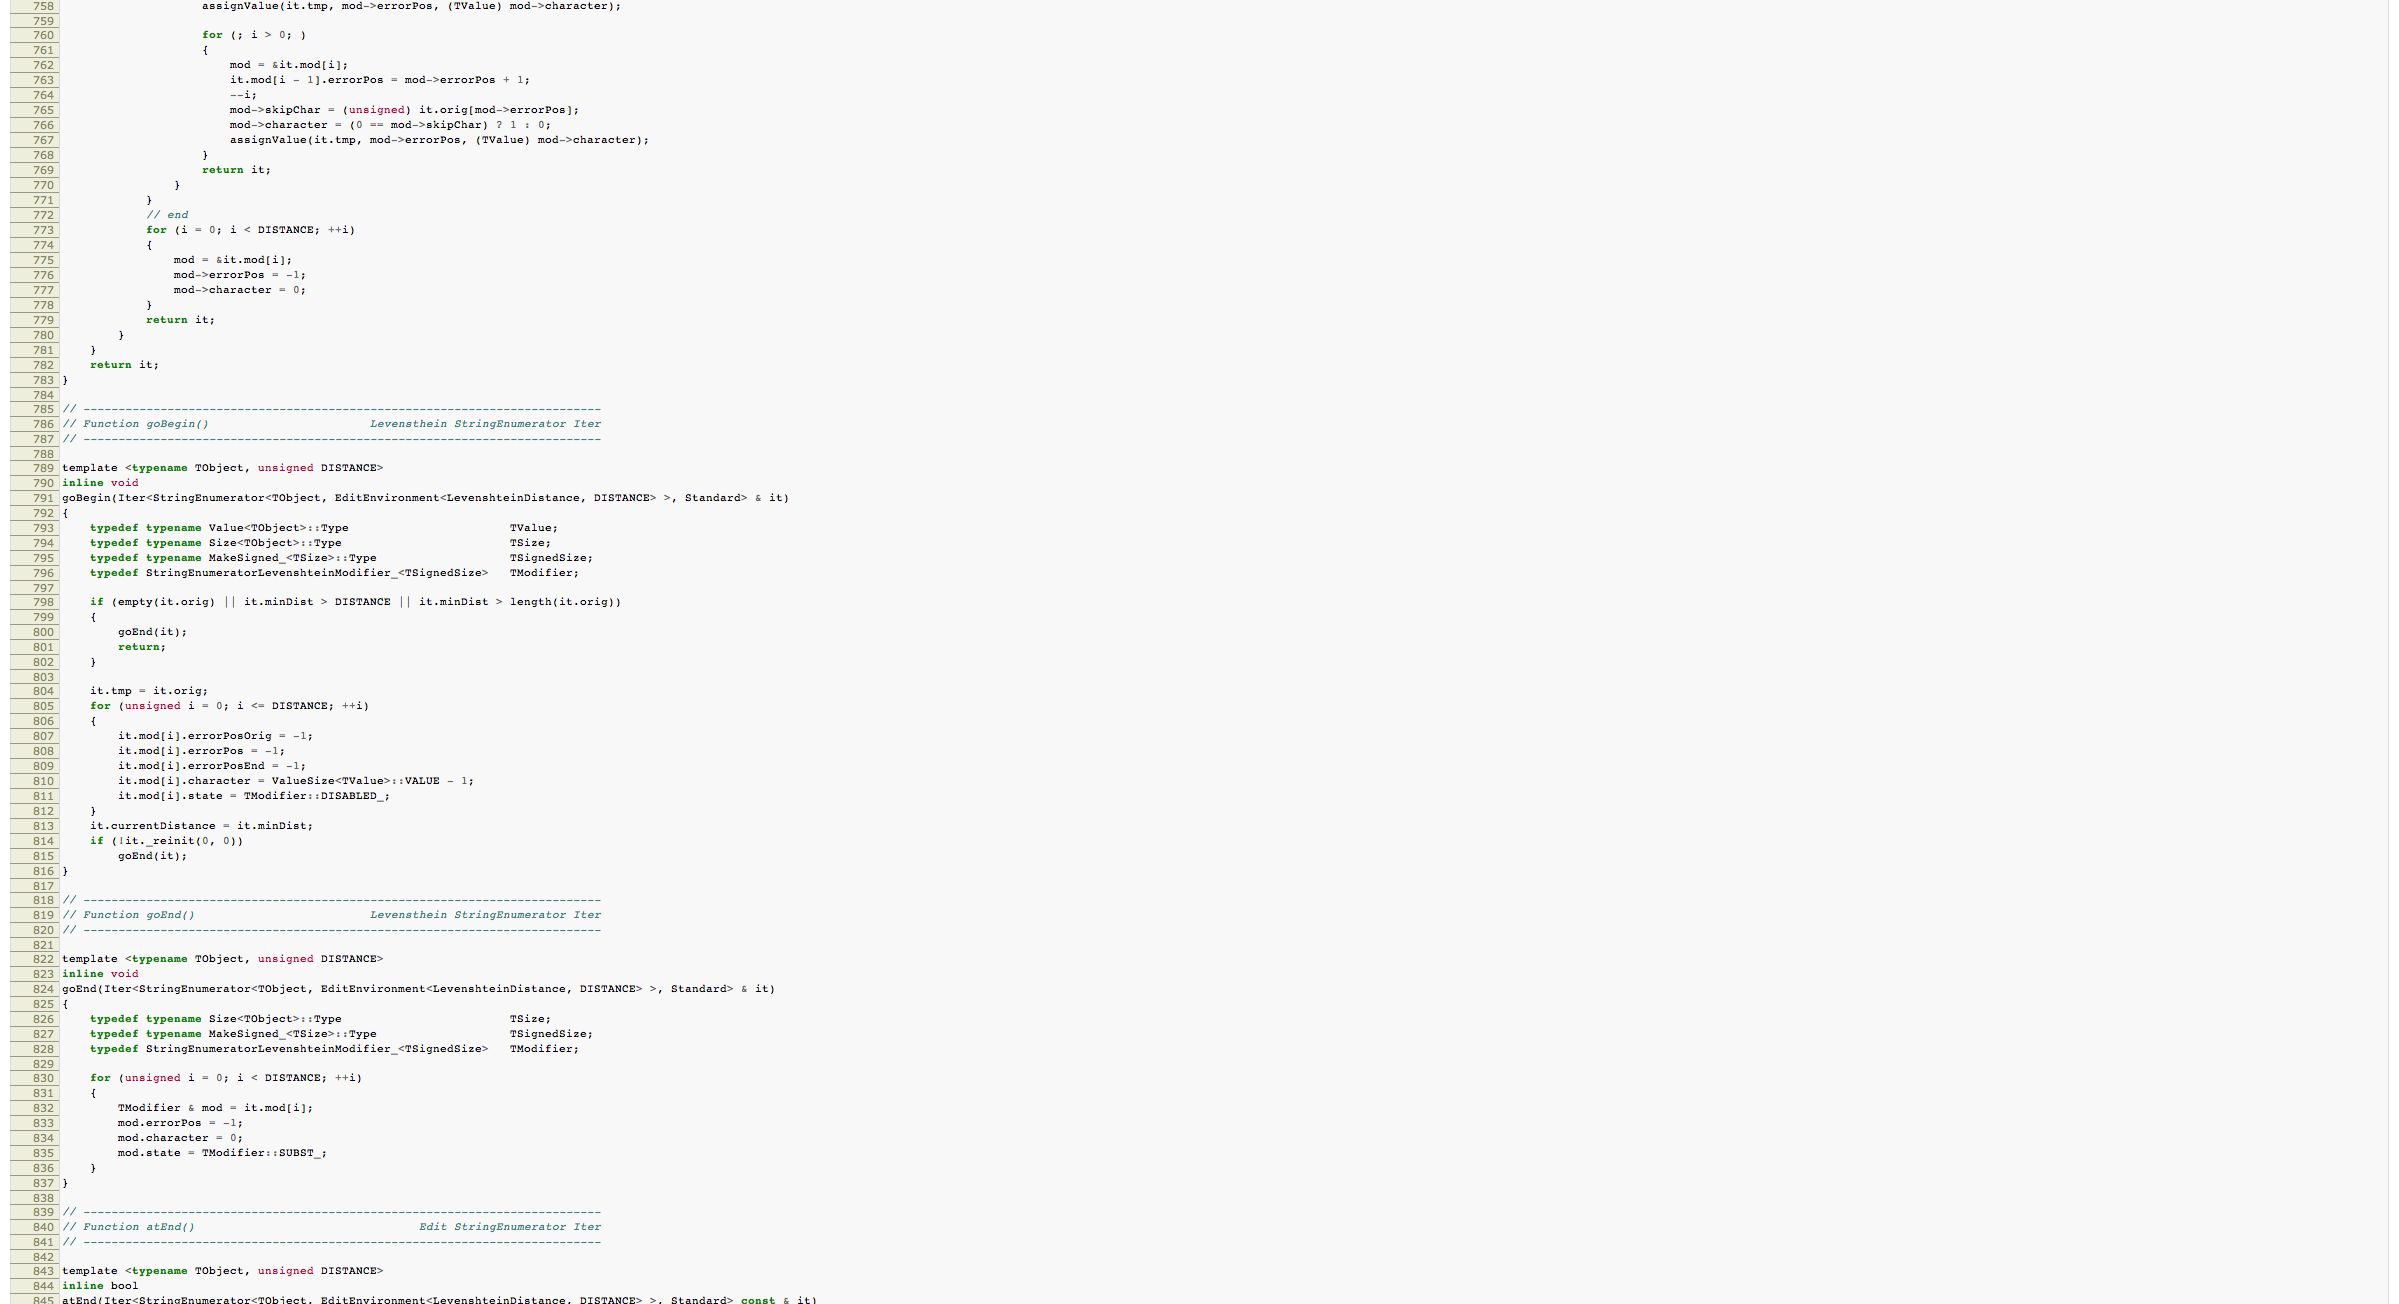 758                     assignValue(it.tmp, mod->errorPos, (TValue) mod->character);
759
760                     for (; i > 0; )
761                     {
762                         mod = &it.mod[i];
763                         it.mod[i - 1].errorPos = mod->errorPos + 1;
764                         --i;
765                         mod->skipChar = (unsigned) it.orig[mod->errorPos];
766                         mod->character = (0 == mod->skipChar) ? 1 : 0;
767                         assignValue(it.tmp, mod->errorPos, (TValue) mod->character);
768                     }
769                     return it;
770                 }
771             }
772             // end
773             for (i = 0; i < DISTANCE; ++i)
774             {
775                 mod = &it.mod[i];
776                 mod->errorPos = -1;
777                 mod->character = 0;
778             }
779             return it;
780         }
781     }
782     return it;
783 }
784
785 // --------------------------------------------------------------------------
786 // Function goBegin()                       Levensthein StringEnumerator Iter
787 // --------------------------------------------------------------------------
788
789 template <typename TObject, unsigned DISTANCE>
790 inline void
791 goBegin(Iter<StringEnumerator<TObject, EditEnvironment<LevenshteinDistance, DISTANCE> >, Standard> & it)
792 {
793     typedef typename Value<TObject>::Type                       TValue;
794     typedef typename Size<TObject>::Type                        TSize;
795     typedef typename MakeSigned_<TSize>::Type                   TSignedSize;
796     typedef StringEnumeratorLevenshteinModifier_<TSignedSize>   TModifier;
797
798     if (empty(it.orig) || it.minDist > DISTANCE || it.minDist > length(it.orig))
799     {
800         goEnd(it);
801         return;
802     }
803
804     it.tmp = it.orig;
805     for (unsigned i = 0; i <= DISTANCE; ++i)
806     {
807         it.mod[i].errorPosOrig = -1;
808         it.mod[i].errorPos = -1;
809         it.mod[i].errorPosEnd = -1;
810         it.mod[i].character = ValueSize<TValue>::VALUE - 1;
811         it.mod[i].state = TModifier::DISABLED_;
812     }
813     it.currentDistance = it.minDist;
814     if (!it._reinit(0, 0))
815         goEnd(it);
816 }
817
818 // --------------------------------------------------------------------------
819 // Function goEnd()                         Levensthein StringEnumerator Iter
820 // --------------------------------------------------------------------------
821
822 template <typename TObject, unsigned DISTANCE>
823 inline void
824 goEnd(Iter<StringEnumerator<TObject, EditEnvironment<LevenshteinDistance, DISTANCE> >, Standard> & it)
825 {
826     typedef typename Size<TObject>::Type                        TSize;
827     typedef typename MakeSigned_<TSize>::Type                   TSignedSize;
828     typedef StringEnumeratorLevenshteinModifier_<TSignedSize>   TModifier;
829
830     for (unsigned i = 0; i < DISTANCE; ++i)
831     {
832         TModifier & mod = it.mod[i];
833         mod.errorPos = -1;
834         mod.character = 0;
835         mod.state = TModifier::SUBST_;
836     }
837 }
838
839 // --------------------------------------------------------------------------
840 // Function atEnd()                                Edit StringEnumerator Iter
841 // --------------------------------------------------------------------------
842
843 template <typename TObject, unsigned DISTANCE>
844 inline bool
845 atEnd(Iter<StringEnumerator<TObject, EditEnvironment<LevenshteinDistance, DISTANCE> >, Standard> const & it)